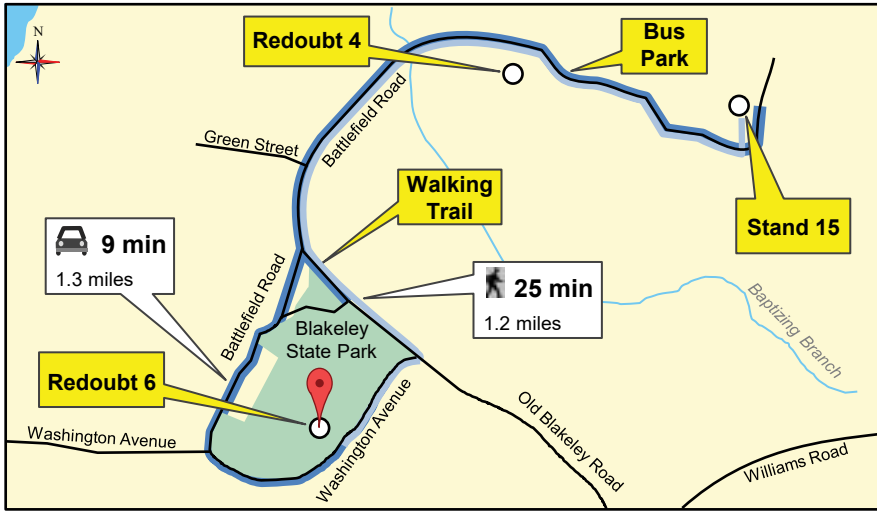 N
Redoubt 4
Bus
Park
Battlefield Road
Green Street
Walking
Trail
Stand 15
9 min
1.3 miles
25 min
1.2 miles
Battlefield Road
Baptizing Branch
Blakeley
State Park
Redoubt 6
Washington Avenue
Washington Avenue
Old Blakeley Road
Williams Road